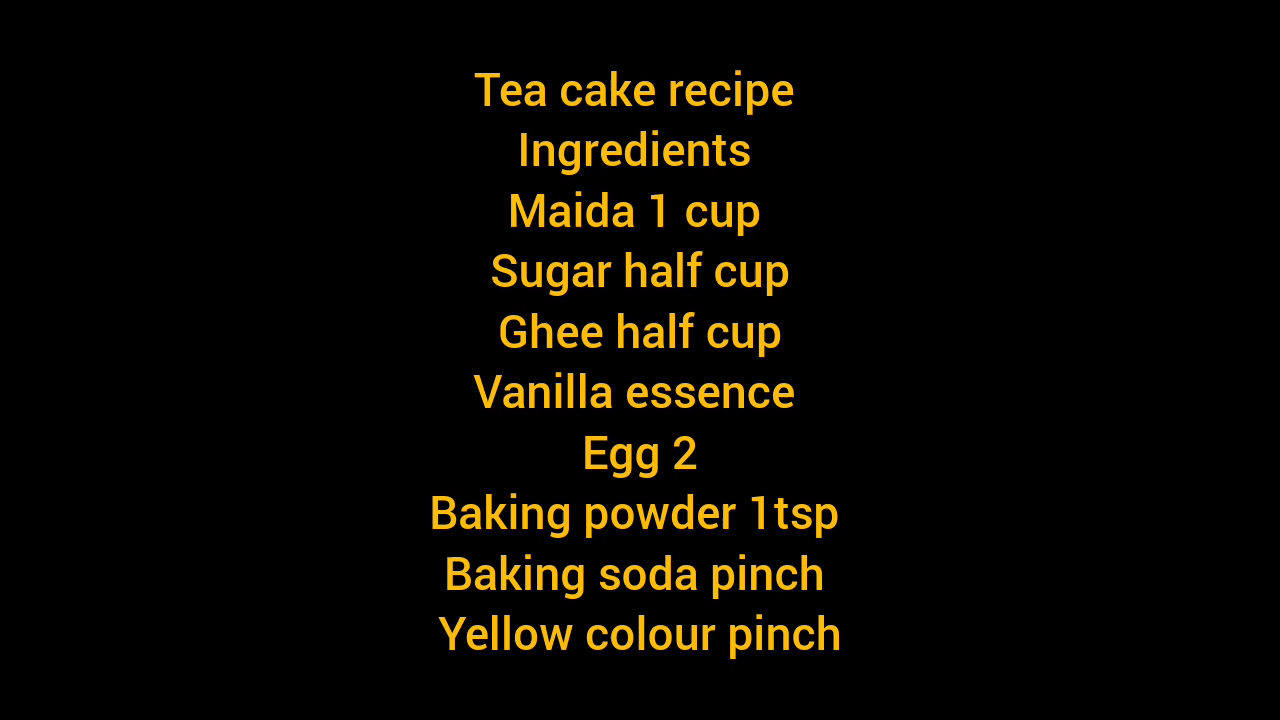 Tea cake recipe
Ingredients
Maida 1 cup
Sugar half cup
Ghee half cup
Vanilla essence
Egg 2
Baking powder 1tsp
Baking soda pinch
Yellow colour pinch